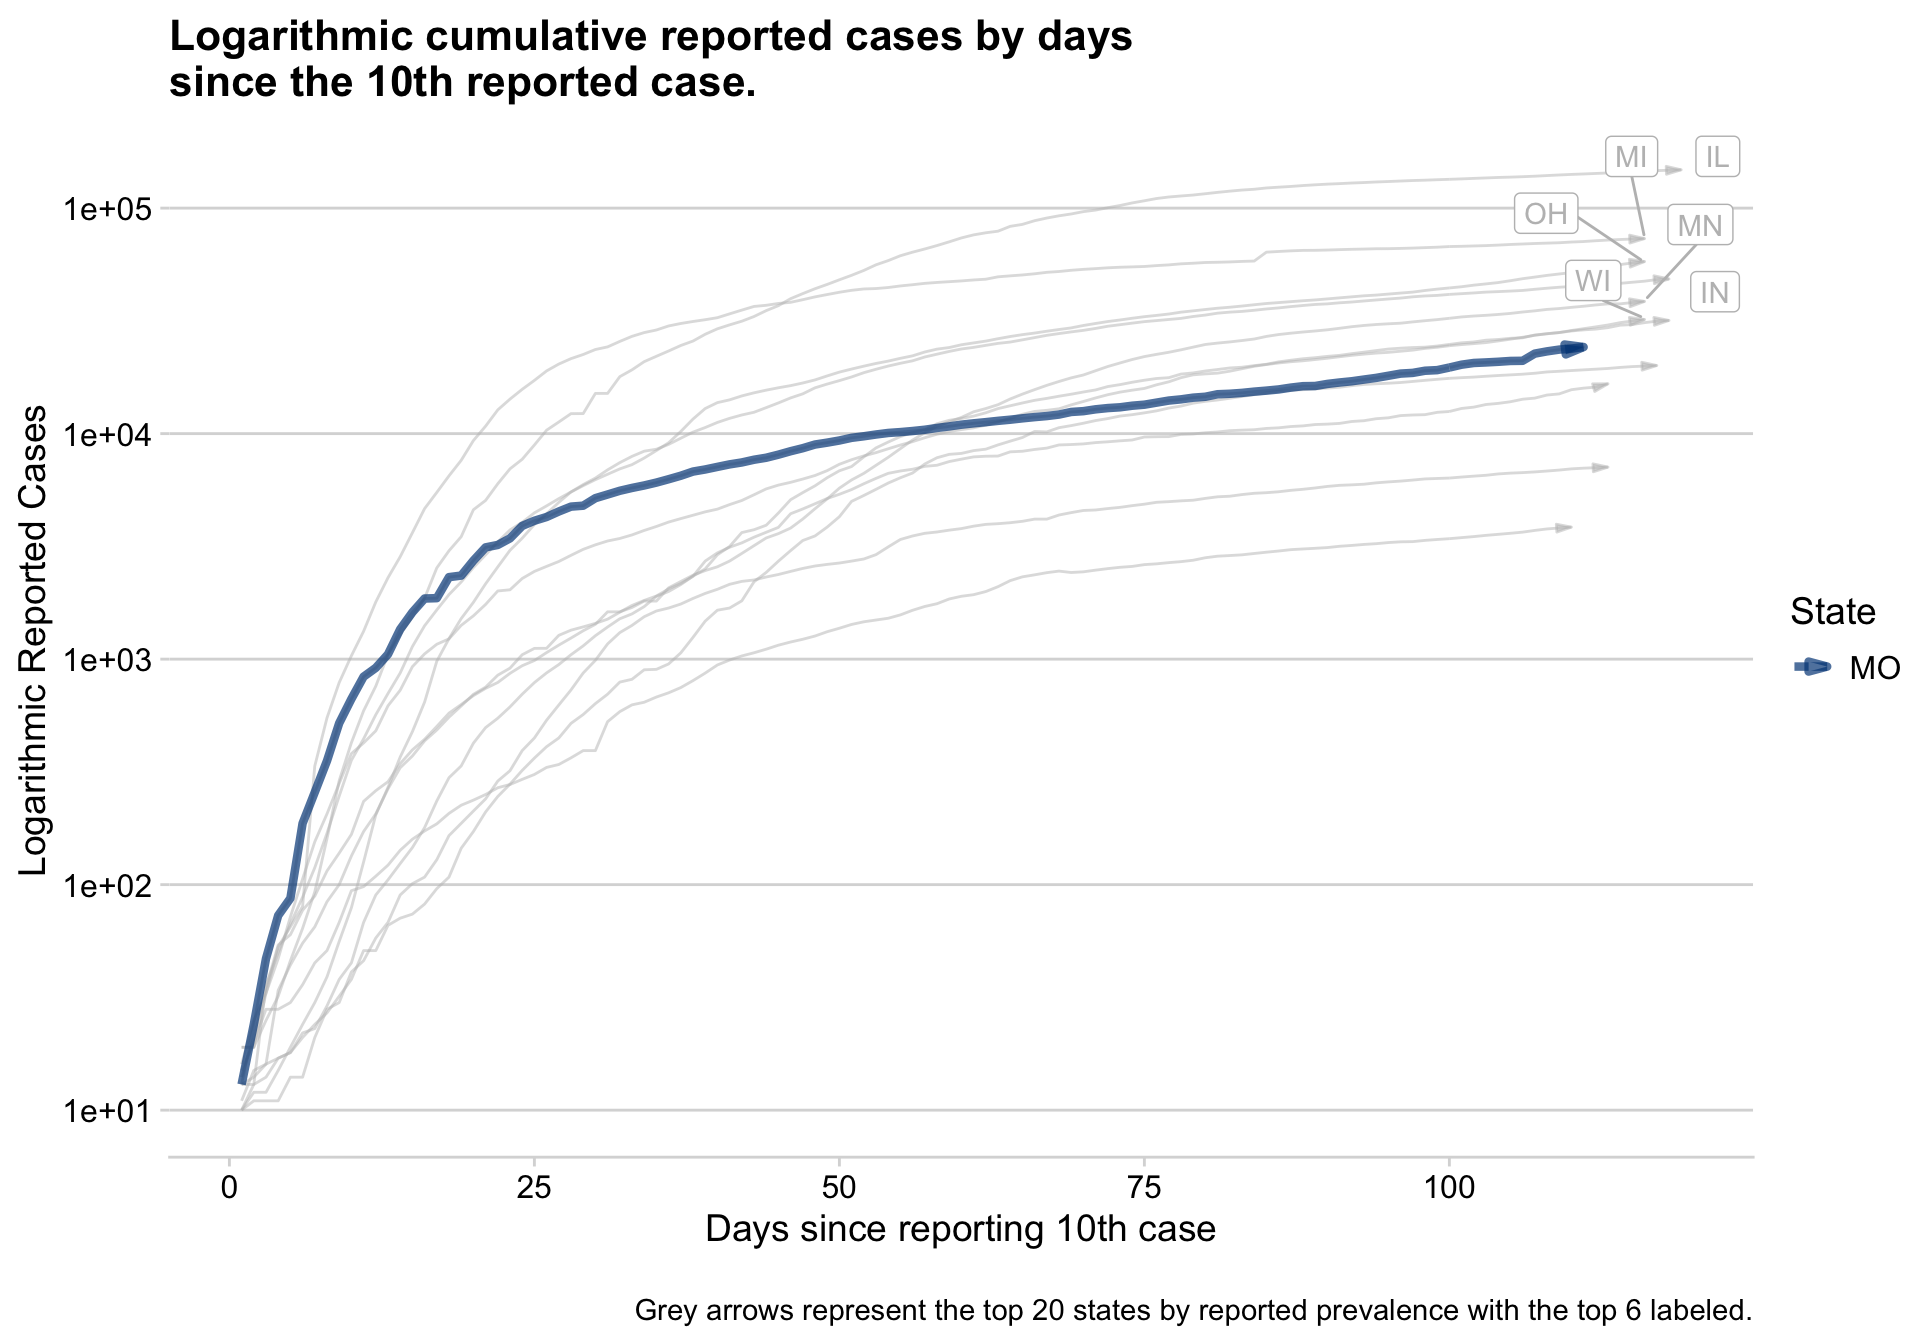 Logarithmic cumulative reported cases by days
since the 10th reported case.
MI
IL
OH
MN
WI
IN
1e+05
1e+04
1e+03
1e+02
1e+01
Logarithmic Reported Cases
State
MO
0
25
50
75
100
Days since reporting 10th case
Grey arrows represent the top 20 states by reported prevalence with the top 6 labeled.